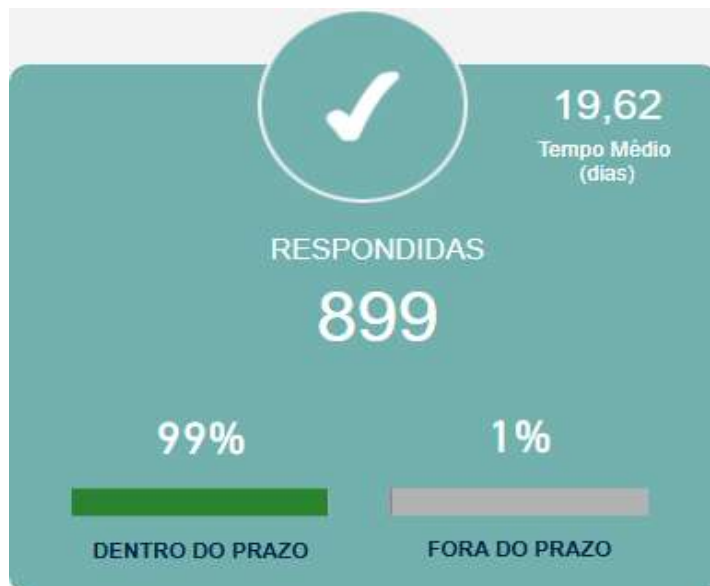 19,62
Tempo Médio
(dias)
RESPONDIDAS
899
99%
1%
DENTRO DO PRAZO
FORA DO PRAZO